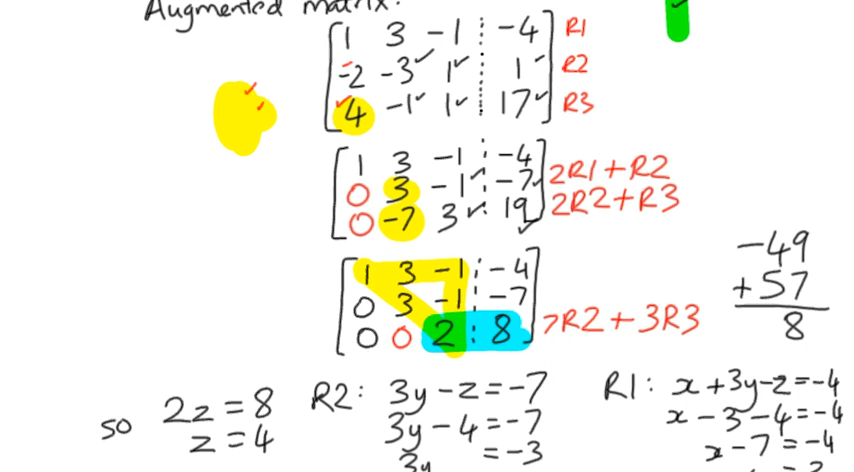 Augmented matrix:
1 3 -1 -4 R1
-2 -3 1 1 R2
4 -1 1 17 R3
1 3 -1 -4
0 3 -1 -7 2R1+R2
0 -7 3 19 2R2+R3
1 3 -1 -4
0 3 -1 -7
0 0 2 8 7R2+3R3
-49
+57
8
so 2z=8
z=4
R2: 3y-z=-7
3y-4=-7
3y =-3
R1: x+3y-z=-4
x-3-4=-4
x-7=-4